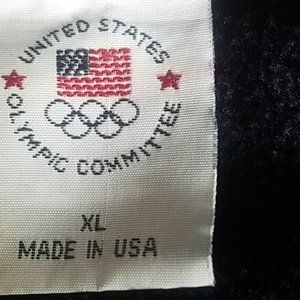 UNITED STATES
OLYMPIC COMMITTEE
XL
MADE IN USA